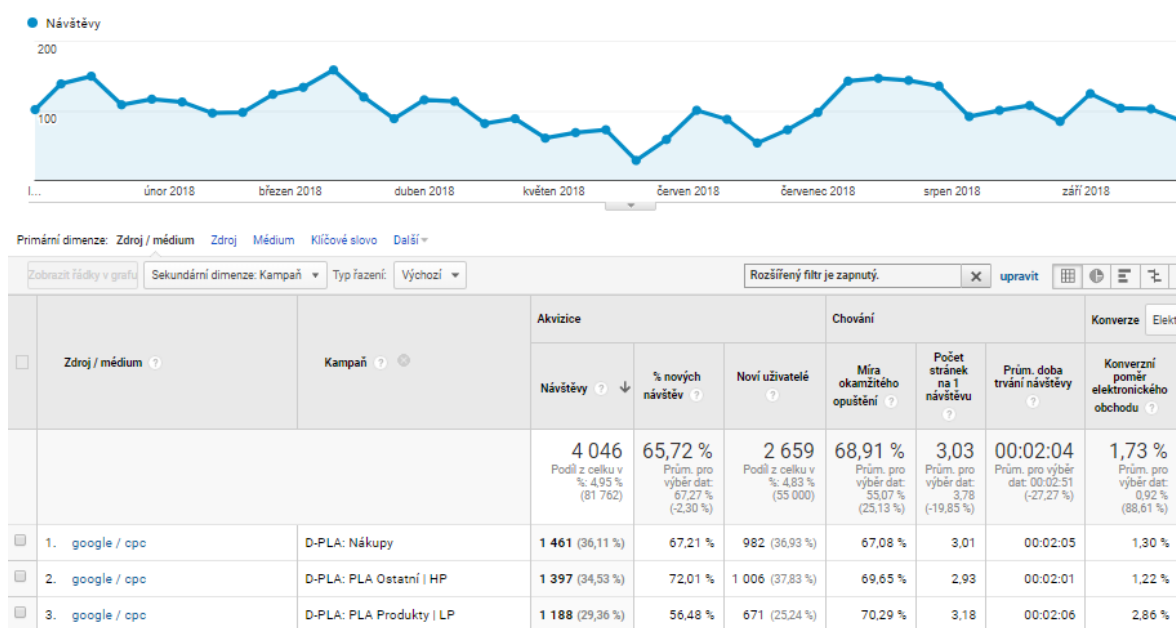 Návštěvy
200
100
l...
únor 2018
březen 2018
duben 2018
květen 2018
červen 2018
červenec 2018
srpen 2018
září 2018
Primární dimenze: Zdroj / médium Zdroj Médium Klíčové slovo Další
Zobrazit řádky v grafu Sekundární dimenze: Kampaň Typ řazení: Výchozí Rozšířený filtr je zapnutý. upravit
Akvizice Chování Konverze Elekt
Zdroj / médium ?
Kampaň ?
Návštěvy ?
% nových
návštěv ?
Noví uživatelé
?
Míra
okamžitého
opuštění ?
Počet
stránek
na 1
návštěvu
?
Prům. doba
trvání návštěvy
?
Konverzní
poměr
elektronického
obchodu ?
4 046
Podíl z celku v
%: 4,95 %
(81 762)
65,72 %
Prům. pro
výběr dat:
67,27 %
(-2,30 %)
2 659
Podíl z celku v
%: 4,83 %
(55 000)
68,91 %
Prům. pro
výběr dat:
55,07 %
(25,13 %)
3,03
Prům. pro
výběr dat:
3,78
(-19,85 %)
00:02:04
Prům. pro výběr
dat: 00:02:51
(-27,27 %)
1,73 %
Prům. pro
výběr dat:
0,92 %
(88,61 %)
1. google / cpc D-PLA: Nákupy 1 461 (36,11 %) 67,21 % 982 (36,93 %) 67,08 % 3,01 00:02:05 1,30 %
2. google / cpc D-PLA: PLA Ostatní | HP 1 397 (34,53 %) 72,01 % 1 006 (37,83 %) 69,65 % 2,93 00:02:01 1,22 %
3. google / cpc D-PLA: PLA Produkty | LP 1 188 (29,36 %) 56,48 % 671 (25,24 %) 70,29 % 3,18 00:02:06 2,86 %